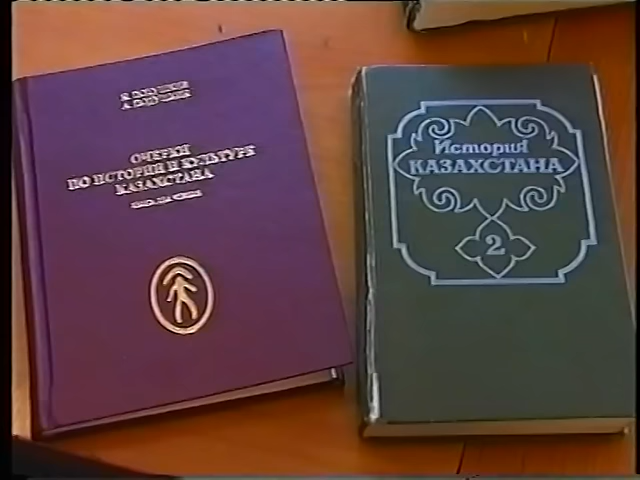 ОЧЕРКИ
ПО ИСТОРИИ И КУЛЬТУРЕ
КАЗАХСТАНА
История
КАЗАХСТАНА
2